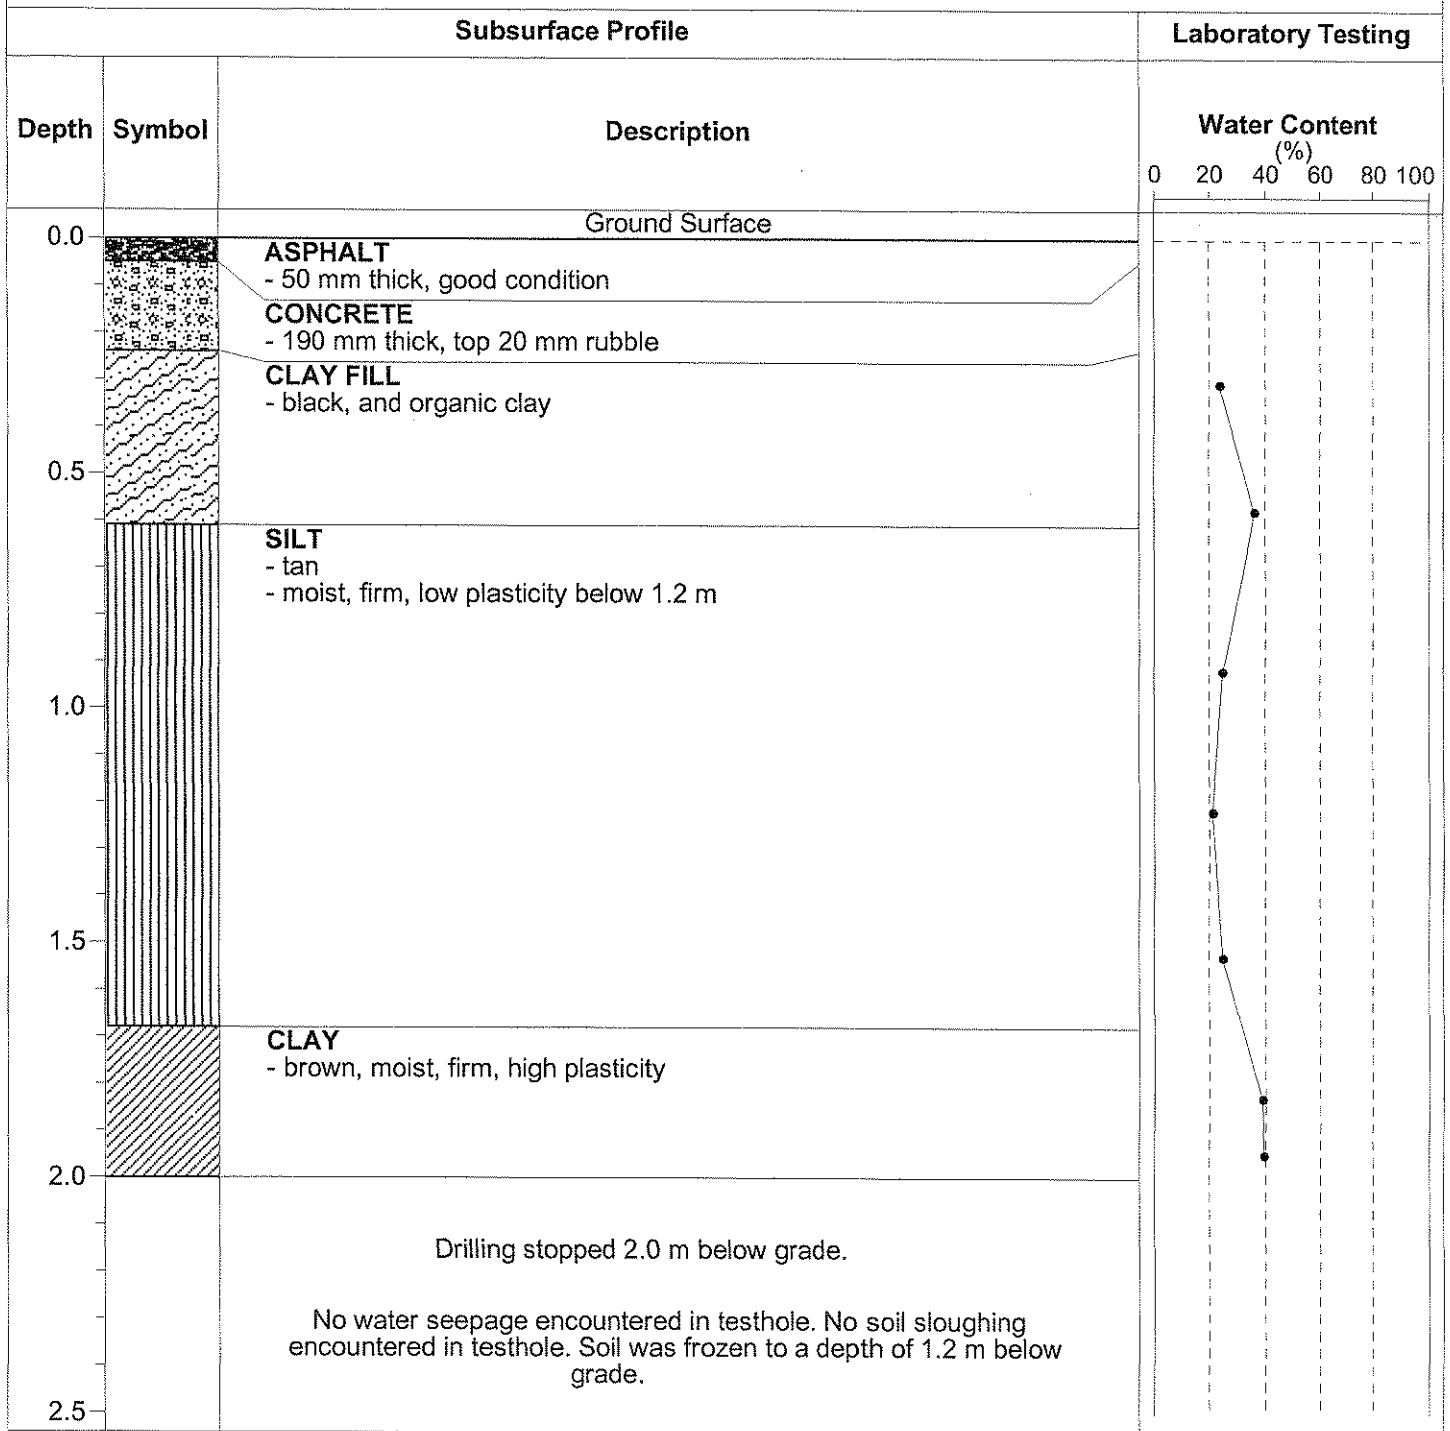 Subsurface Profile
Laboratory Testing
Depth
Symbol
Description
Water Content
(%)
0 20 40 60 80 100
Ground Surface
0.0
ASPHALT
- 50 mm thick, good condition
CONCRETE
- 190 mm thick, top 20 mm rubble
CLAY FILL
- black, and organic clay
0.5
SILT
- tan
- moist, firm, low plasticity below 1.2 m
1.0
1.5
CLAY
- brown, moist, firm, high plasticity
2.0
Drilling stopped 2.0 m below grade.
No water seepage encountered in testhole. No soil sloughing
encountered in testhole. Soil was frozen to a depth of 1.2 m below
grade.
2.5